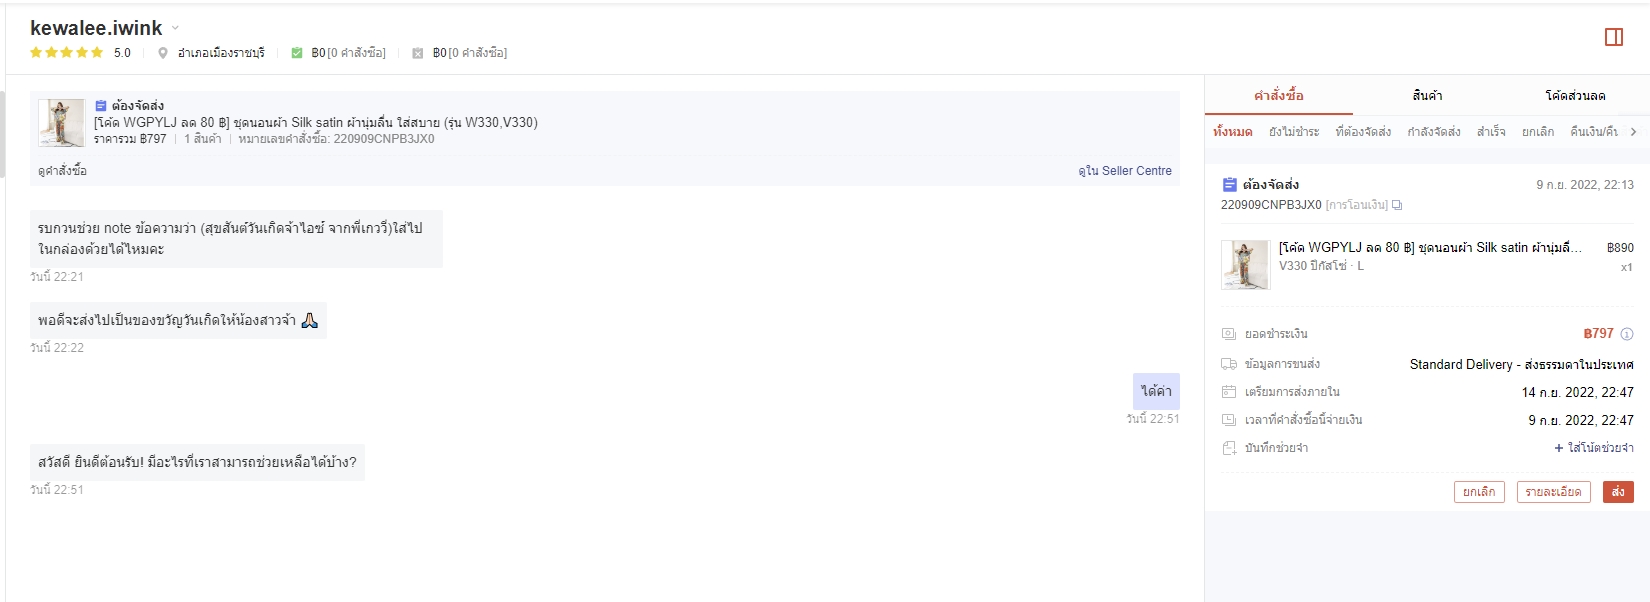 kewalee.iwink
5.0 อำเภอเมืองราชบุรี ฿0 [0 คำสั่งซื้อ] ฿0 [0 คำสั่งซื้อ]
ต้องจัดส่ง
[โค้ด WGPYLJ ลด 80 ฿] ชุดนอนผ้า Silk satin ผ้านุ่มลื่น ใส่สบาย (รุ่น W330,V330)
ราคารวม ฿797 | 1 สินค้า | หมายเลขคำสั่งซื้อ: 220909CNPB3JX0
ดูคำสั่งซื้อ ดูใน Seller Centre
รบกวนช่วย note ข้อความว่า (สุขสันต์วันเกิดจ้าไอซ์ จากพี่เกววี่)ใส่ไป
ในกล่องด้วยได้ไหมคะ
วันนี้ 22:21
พอดีจะส่งไปเป็นของขวัญวันเกิดให้น้องสาวจ้า 🙏🏻
วันนี้ 22:22
ได้ค่า
วันนี้ 22:51
สวัสดี ยินดีต้อนรับ! มีอะไรที่เราสามารถช่วยเหลือได้บ้าง?
วันนี้ 22:51
คำสั่งซื้อ สินค้า โค้ดส่วนลด
ทั้งหมด ยังไม่ชำระ ที่ต้องจัดส่ง กำลังจัดส่ง สำเร็จ ยกเลิก คืนเงิน/คืน
ต้องจัดส่ง 9 ก.ย. 2022, 22:13
220909CNPB3JX0 [การโอนเงิน]
[โค้ด WGPYLJ ลด 80 ฿] ชุดนอนผ้า Silk satin ผ้านุ่มลื่... ฿890
V330 ปีกัสโซ่ · L x1
ยอดชำระเงิน ฿797
ข้อมูลการขนส่ง Standard Delivery - ส่งธรรมดาในประเทศ
เตรียมการส่งภายใน 14 ก.ย. 2022, 22:47
เวลาที่คำสั่งซื้อนี้จ่ายเงิน 9 ก.ย. 2022, 22:47
บันทึกช่วยจำ + ใส่โน้ตช่วยจำ
ยกเลิก รายละเอียด ส่ง